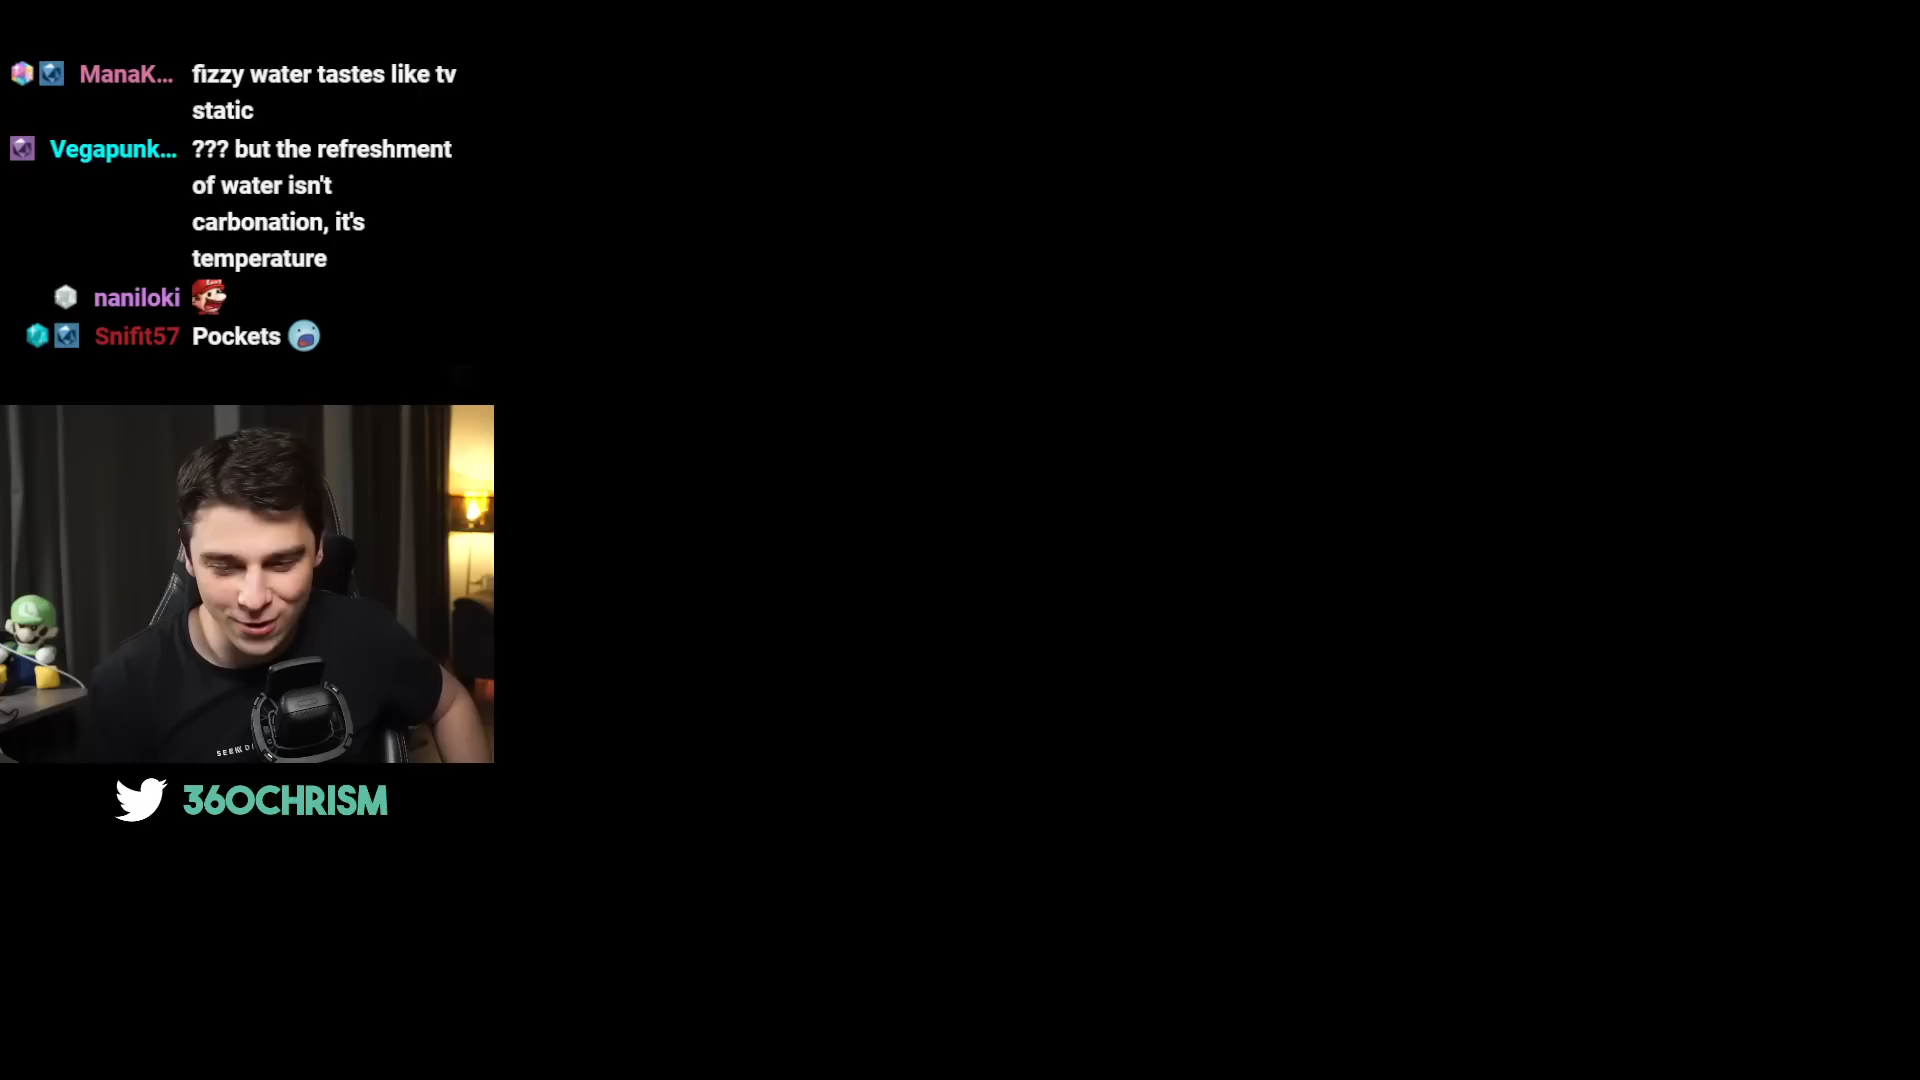 ManaK... fizzy water tastes like tv
static
Vegapunk... ??? but the refreshment
of water isn't
carbonation, it's
temperature
naniloki
Snifit57 Pockets
360CHRISM